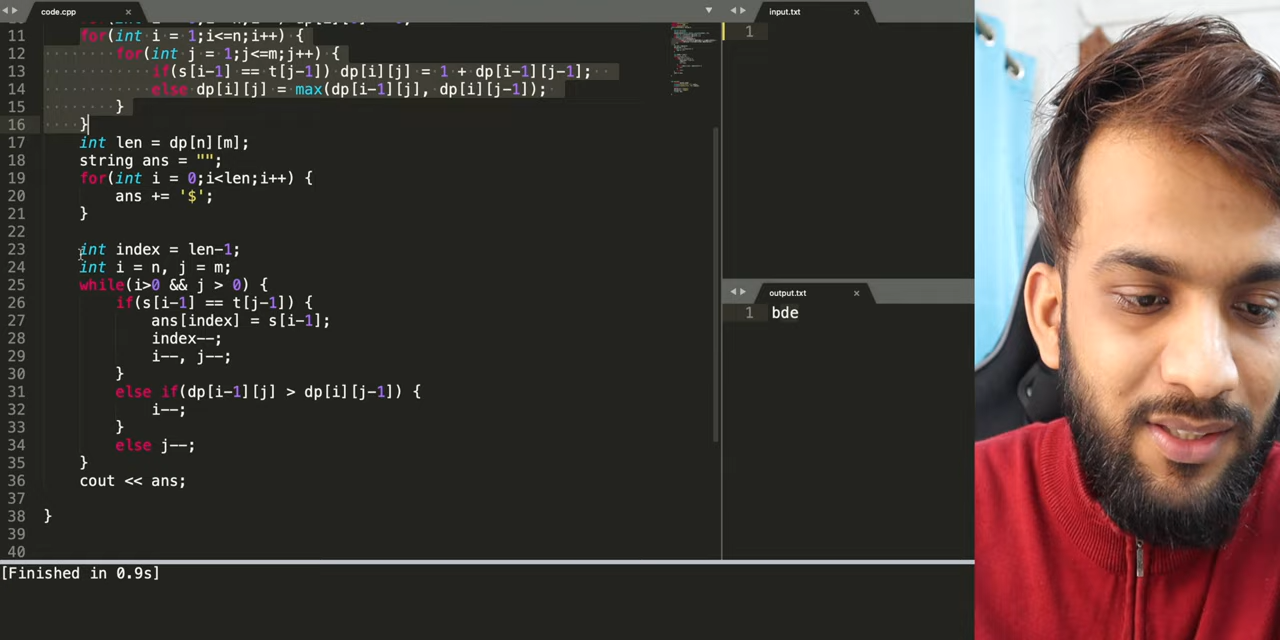 code.cpp
11 for(int i = 1;i<=n;i++) {
12 for(int j = 1;j<=m;j++) {
13 if(s[i-1] == t[j-1]) dp[i][j] = 1 + dp[i-1][j-1];
14 else dp[i][j] = max(dp[i-1][j], dp[i][j-1]);
15 }
16 }
17 int len = dp[n][m];
18 string ans = "";
19 for(int i = 0;i<len;i++) {
20 ans += '$';
21 }
22
23 int index = len-1;
24 int i = n, j = m;
25 while(i>0 && j > 0) {
26 if(s[i-1] == t[j-1]) {
27 ans[index] = s[i-1];
28 index--;
29 i--, j--;
30 }
31 else if(dp[i-1][j] > dp[i][j-1]) {
32 i--;
33 }
34 else j--;
35 }
36 cout << ans;
37
38 }
39
40
[Finished in 0.9s]
input.txt
1
output.txt
1 bde